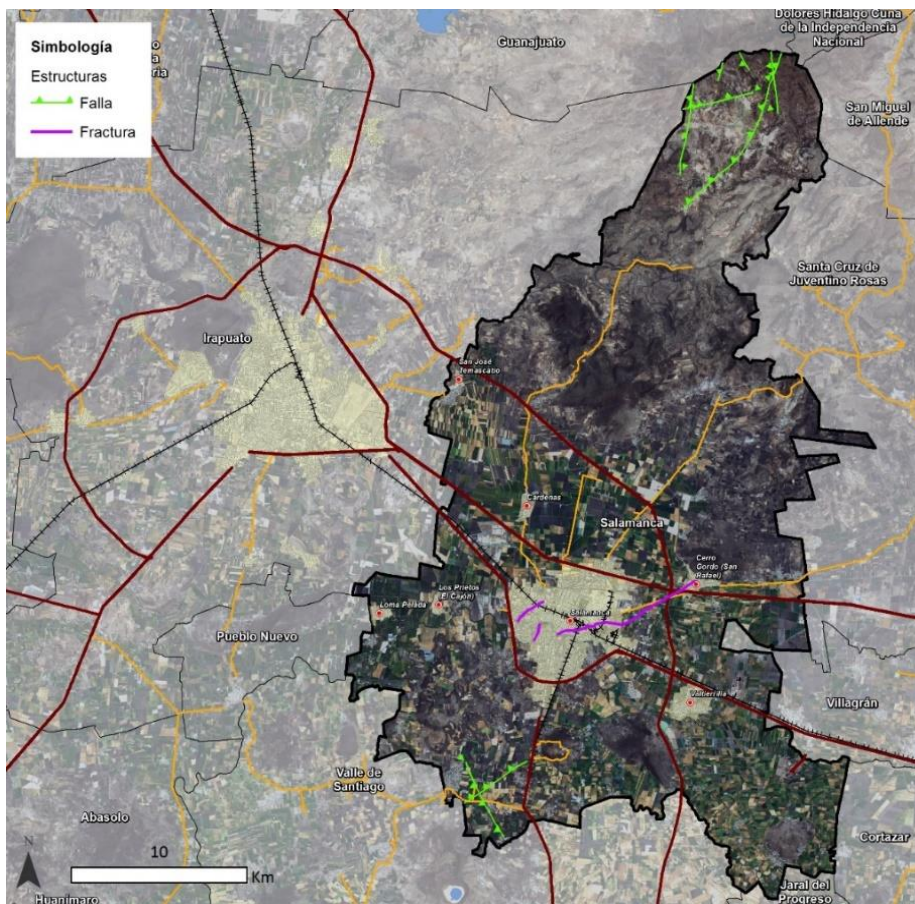 Dolores Hidalgo Cuna
de la Independencia
Nacional
Simbología
Estructuras
Falla
Fractura
Guanajuato
San Miguel
de Allende
Santa Cruz de
Juventino Rosas
Irapuato
San José
Temascatío
Cárdenas
Salamanca
Cerro
Gordo (San
Rafael)
Los Prietos
(El Cajón)
Loma Pelada
Salamanca
Pueblo Nuevo
Valtierrilla
Villagrán
Valle de
Santiago
Abasolo
Cortazar
N
10
Km
Huanímaro
Jaral del
Progreso